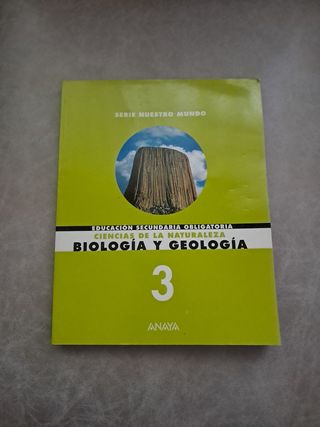 SERIE NUESTRO MUNDO
EDUCACIÓN SECUNDARIA OBLIGATORIA
CIENCIAS DE LA NATURALEZA
BIOLOGÍA Y GEOLOGÍA
3
ANAYA